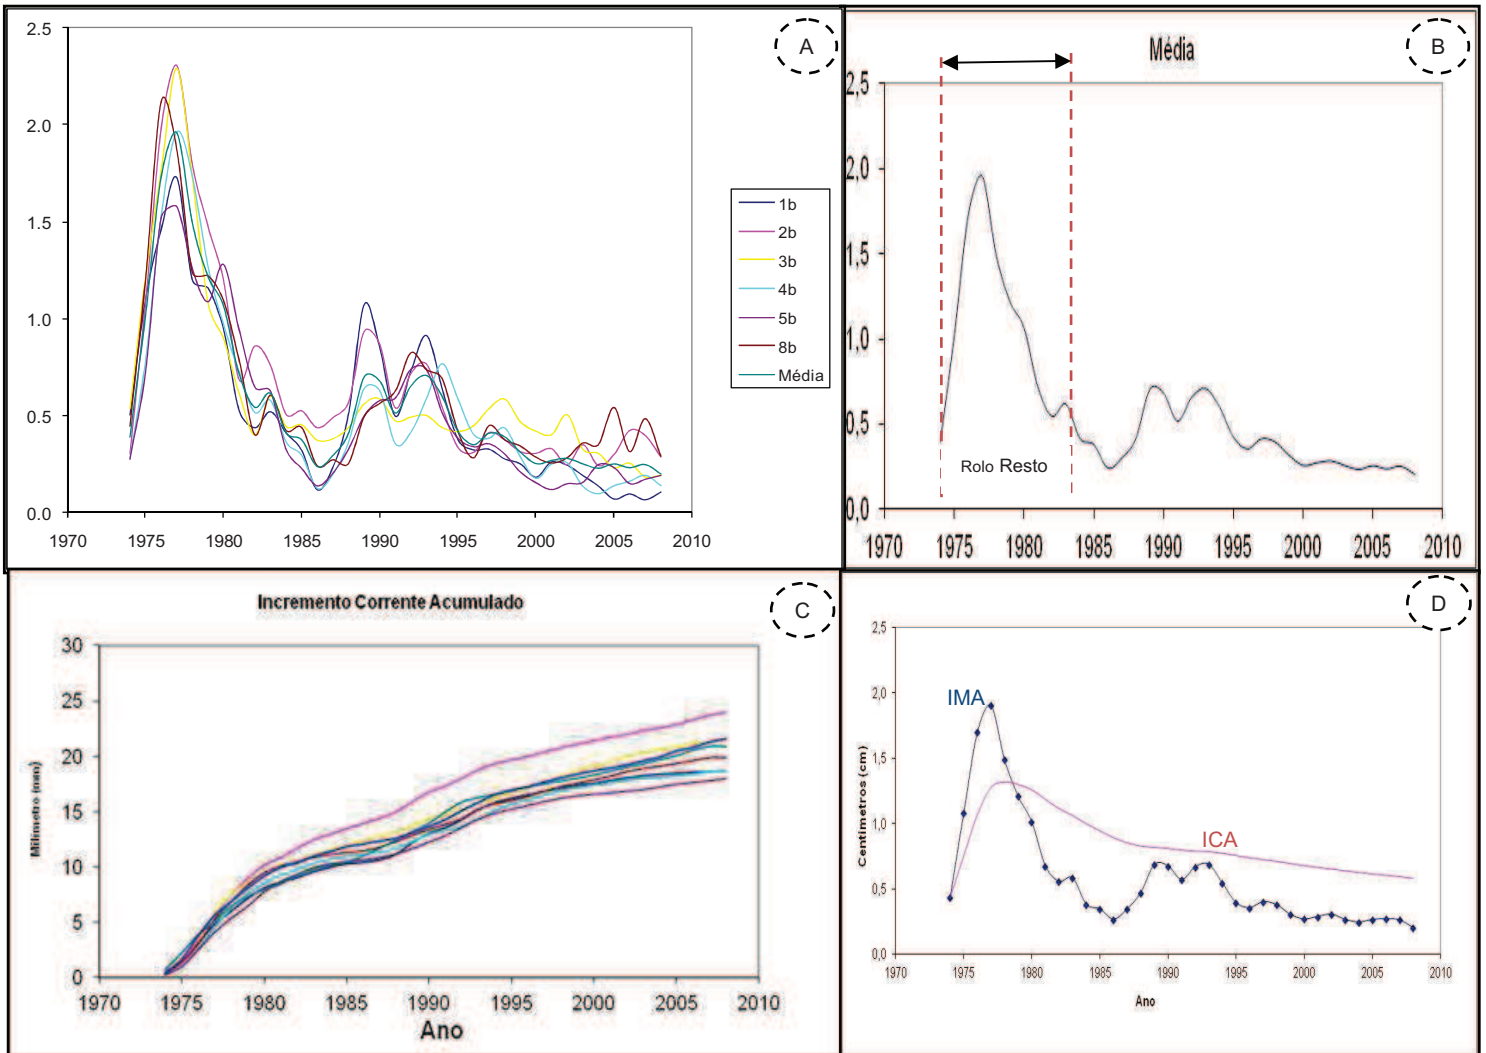 A
2.5
2.0
1.5
1.0
0.5
0.0
1970 1975 1980 1985 1990 1995 2000 2005 2010
1b
2b
3b
4b
5b
8b
Média
B
Média
2,5
2,0
1,5
1,0
0,5
0,0
Rolo Resto
1970 1975 1980 1985 1990 1995 2000 2005 2010
C
Incremento Corrente Acumulado
Milímetro (mm)
30
25
20
15
10
5
0
1970 1975 1980 1985 1990 1995 2000 2005 2010
Ano
D
Centímetros (cm)
2,5
2,0
1,5
1,0
0,5
0,0
IMA
ICA
1970 1975 1980 1985 1990 1995 2000 2005 2010
Ano